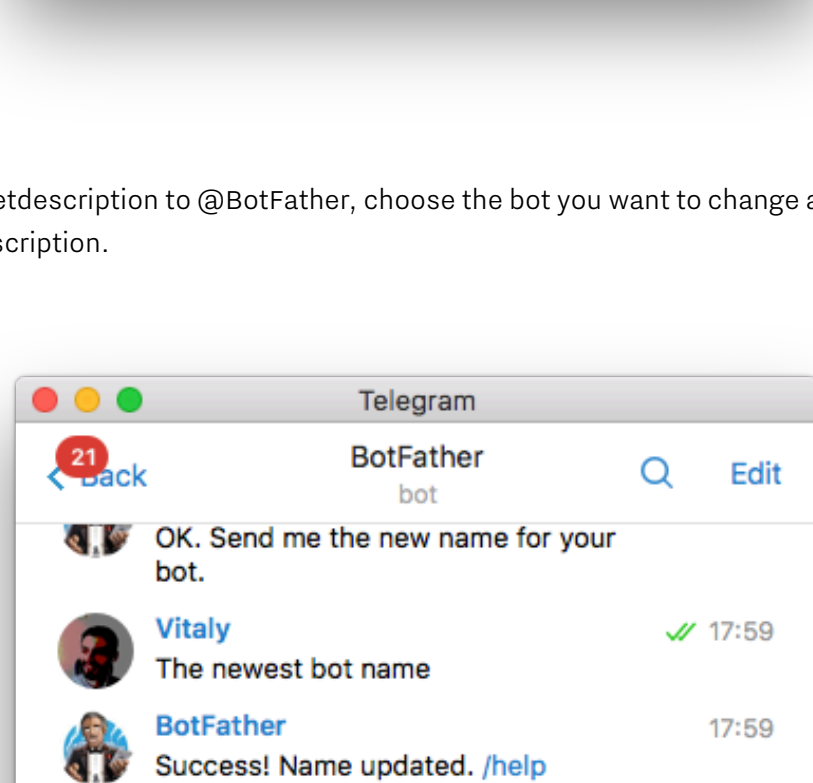 etdescription to @BotFather, choose the bot you want to change a
scription.
Telegram
21
Back
BotFather
bot
Edit
OK. Send me the new name for your
bot.
Vitaly
17:59
The newest bot name
BotFather
17:59
Success! Name updated. /help